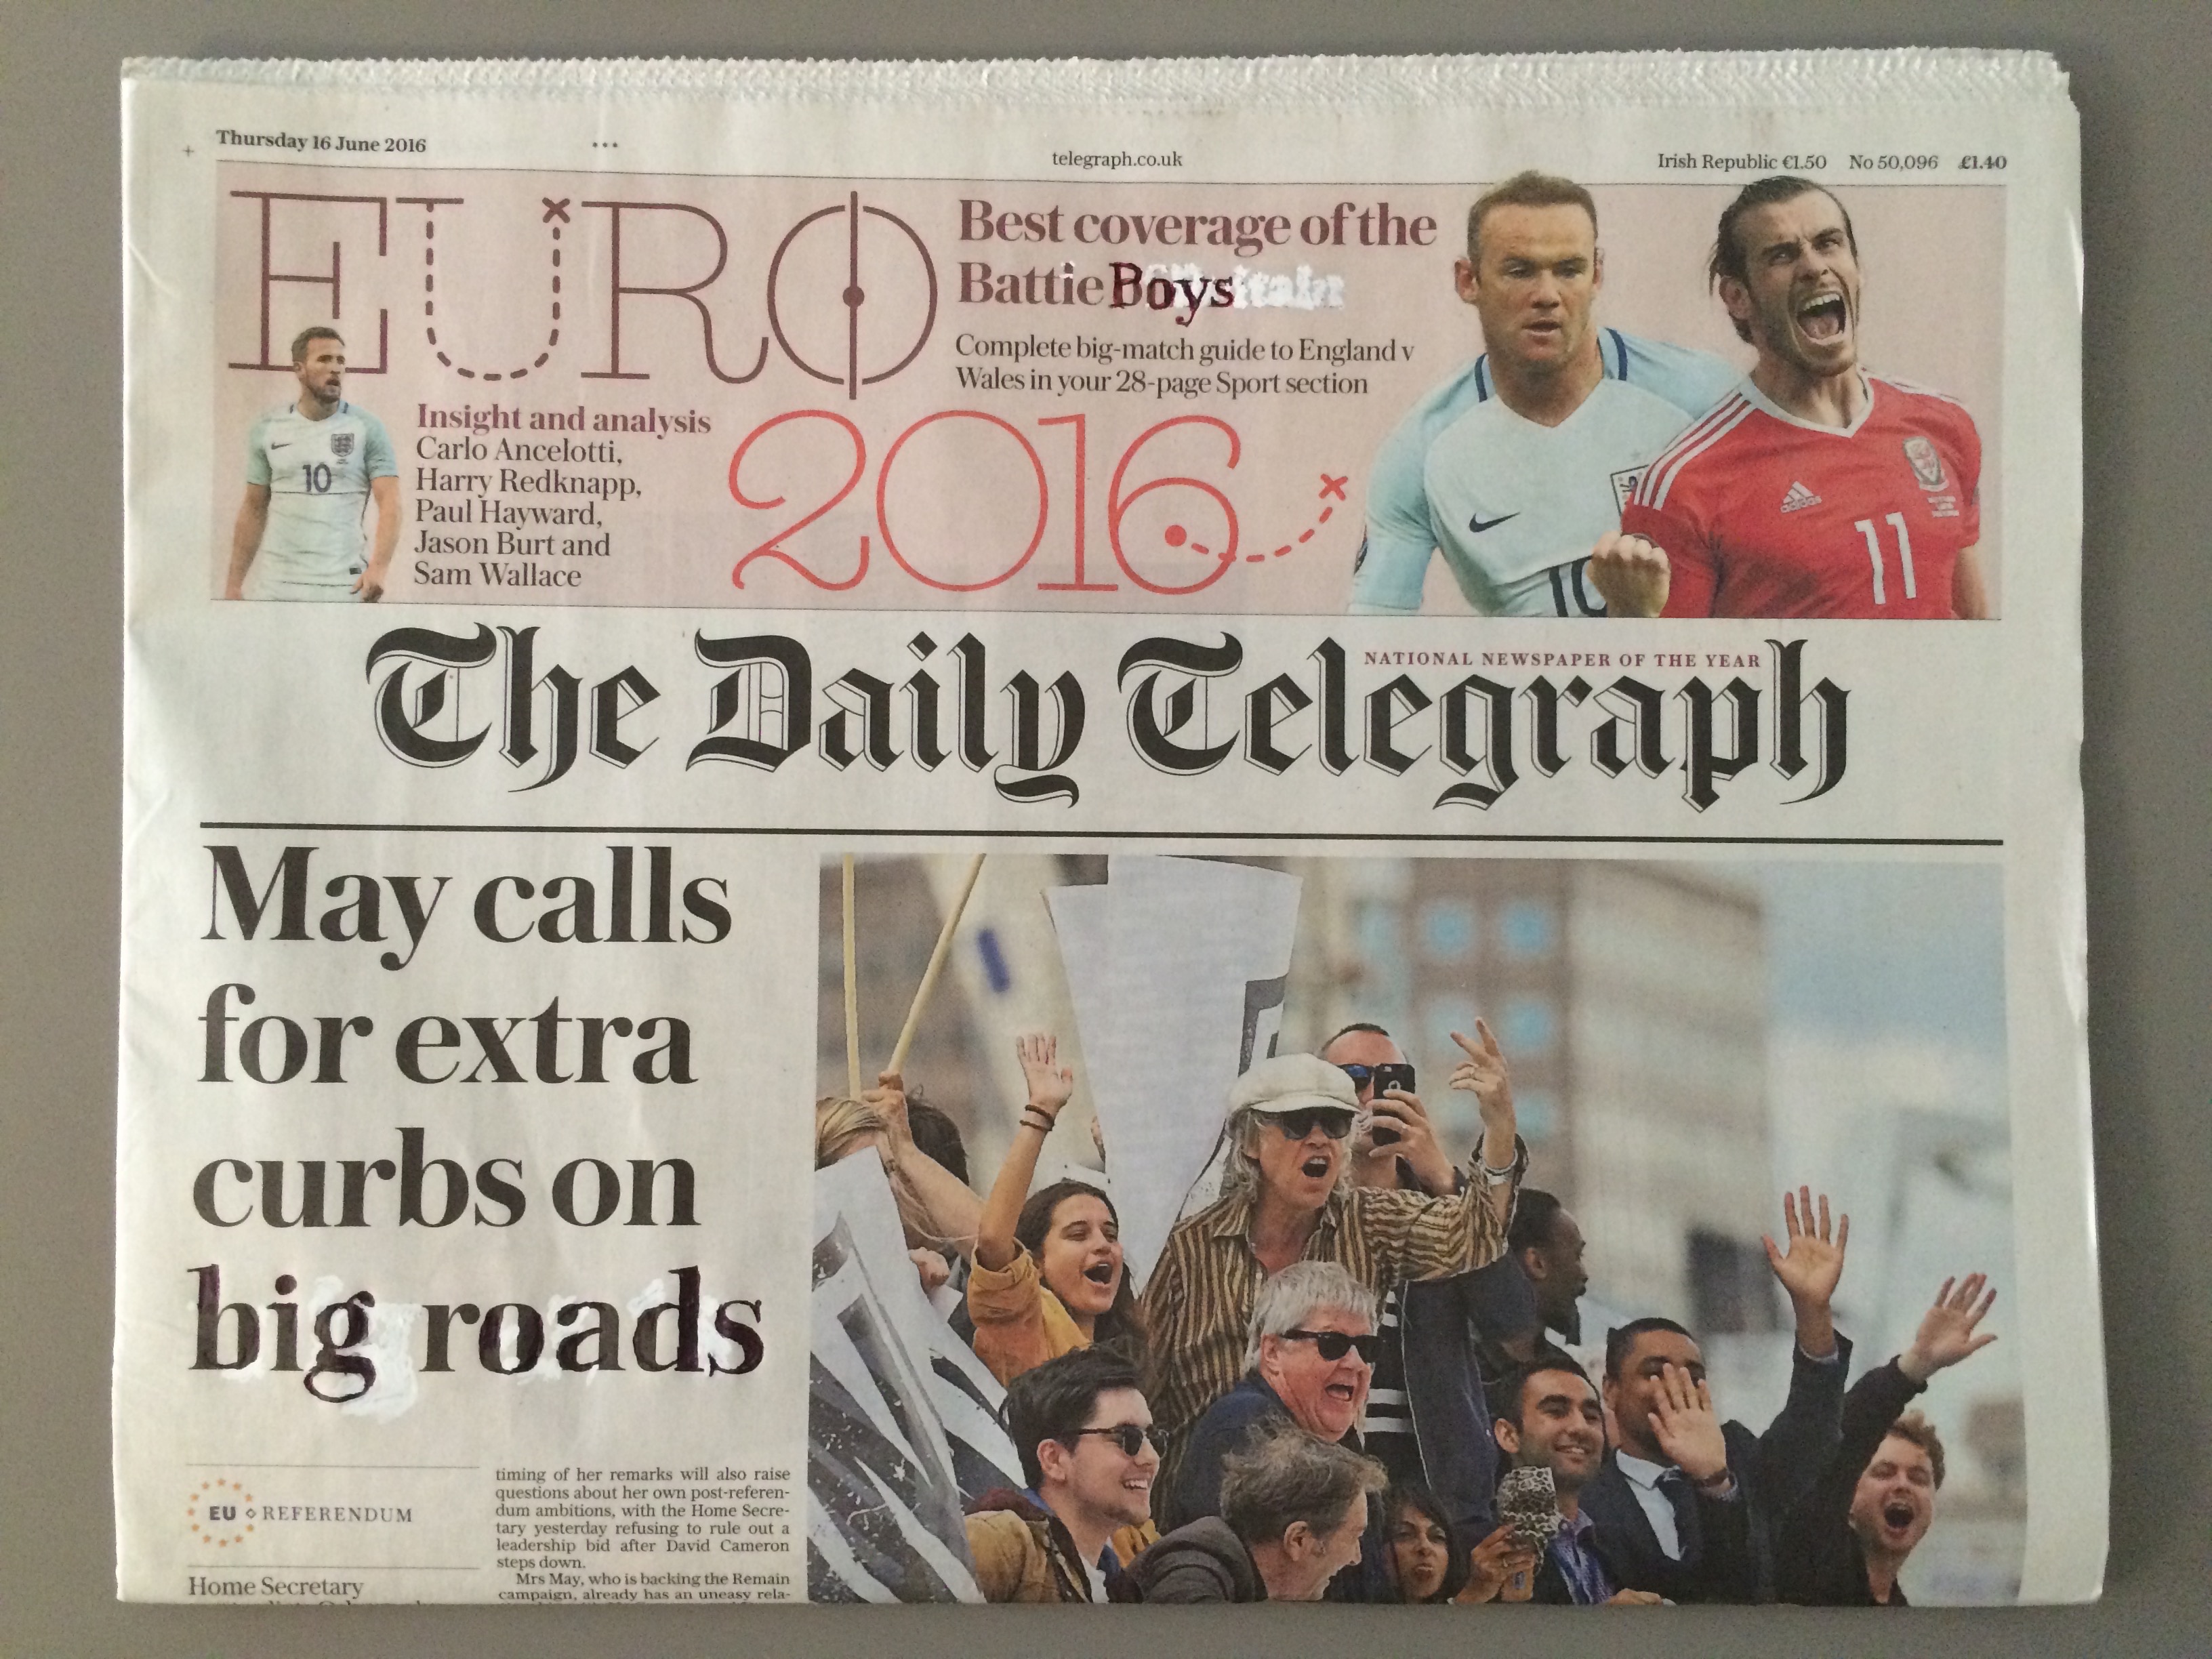 Thursday 16 June 2016
telegraph.co.uk
Irish Republic €1.50 No 50,096 £1.40
EURO
2016
Best coverage of the
Battie Boys
Complete big-match guide to England v
Wales in your 28-page Sport section
Insight and analysis
Carlo Ancelotti,
Harry Redknapp,
Paul Hayward,
Jason Burt and
Sam Wallace
10
10
adidas
11
The Daily Telegraph
NATIONAL NEWSPAPER OF THE YEAR
May calls
for extra
curbs on
big roads
EU REFERENDUM
Home Secretary
timing of her remarks will also raise
questions about her own post-referen-
dum ambitions, with the Home Secre-
tary yesterday refusing to rule out a
leadership bid after David Cameron
steps down.
Mrs May, who is backing the Remain
campaign, already has an uneasy rela-